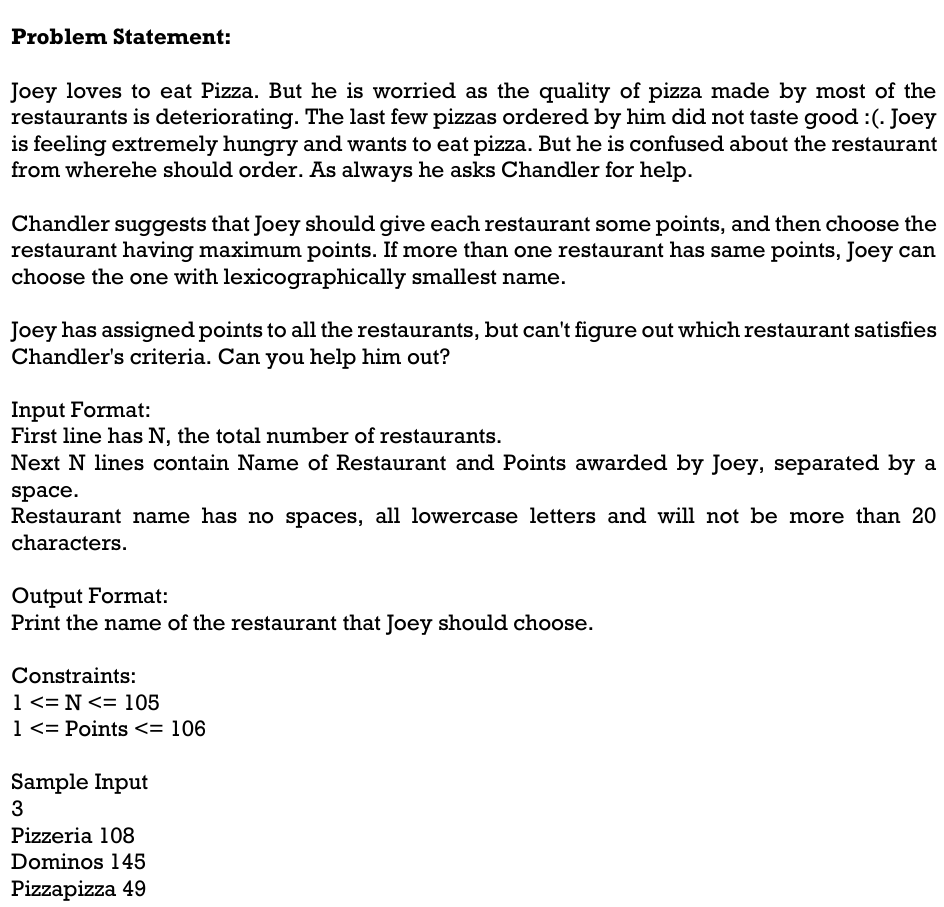 Problem Statement:
Joey loves to eat Pizza. But he is worried as the quality of pizza made by most of the
restaurants is deteriorating. The last few pizzas ordered by him did not taste good :(. Joey
is feeling extremely hungry and wants to eat pizza. But he is confused about the restaurant
from wherehe should order. As always he asks Chandler for help.
Chandler suggests that Joey should give each restaurant some points, and then choose the
restaurant having maximum points. If more than one restaurant has same points, Joey can
choose the one with lexicographically smallest name.
Joey has assigned points to all the restaurants, but can't figure out which restaurant satisfies
Chandler's criteria. Can you help him out?
Input Format:
First line has N, the total number of restaurants.
Next N lines contain Name of Restaurant and Points awarded by Joey, separated by a
space.
Restaurant name has no spaces, all lowercase letters and will not be more than 20
characters.
Output Format:
Print the name of the restaurant that Joey should choose.
Constraints:
1 <= N <= 105
1 <= Points <= 106
Sample Input
3
Pizzeria 108
Dominos 145
Pizzapizza 49